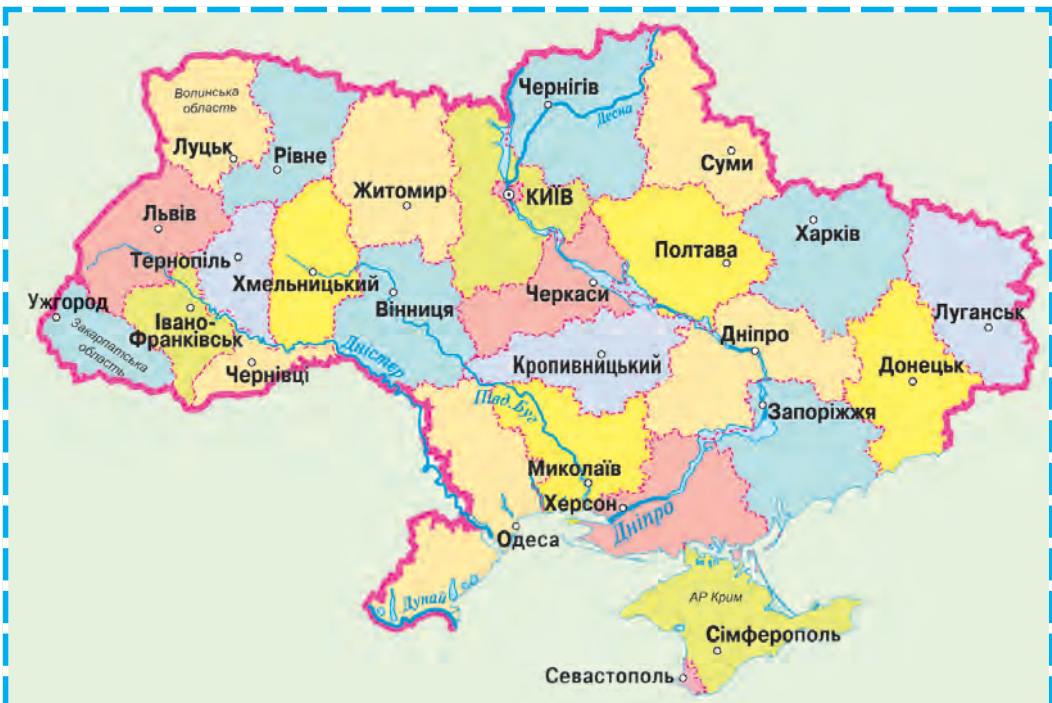 Чернігів
Десна
Волинська
область
Луцьк
Рівне
Суми
Житомир
КИЇВ
Львів
Харків
Полтава
Тернопіль
Хмельницький
Черкаси
Ужгород
Вінниця
Луганськ
Івано-
Франківськ
Закарпатська
область
Дністер
Дніпро
Кропивницький
Донецьк
Чернівці
Півд. Буг
Запоріжжя
Миколаїв
Херсон
Дніпро
Одеса
Дунай
АР Крим
Сімферополь
Севастополь